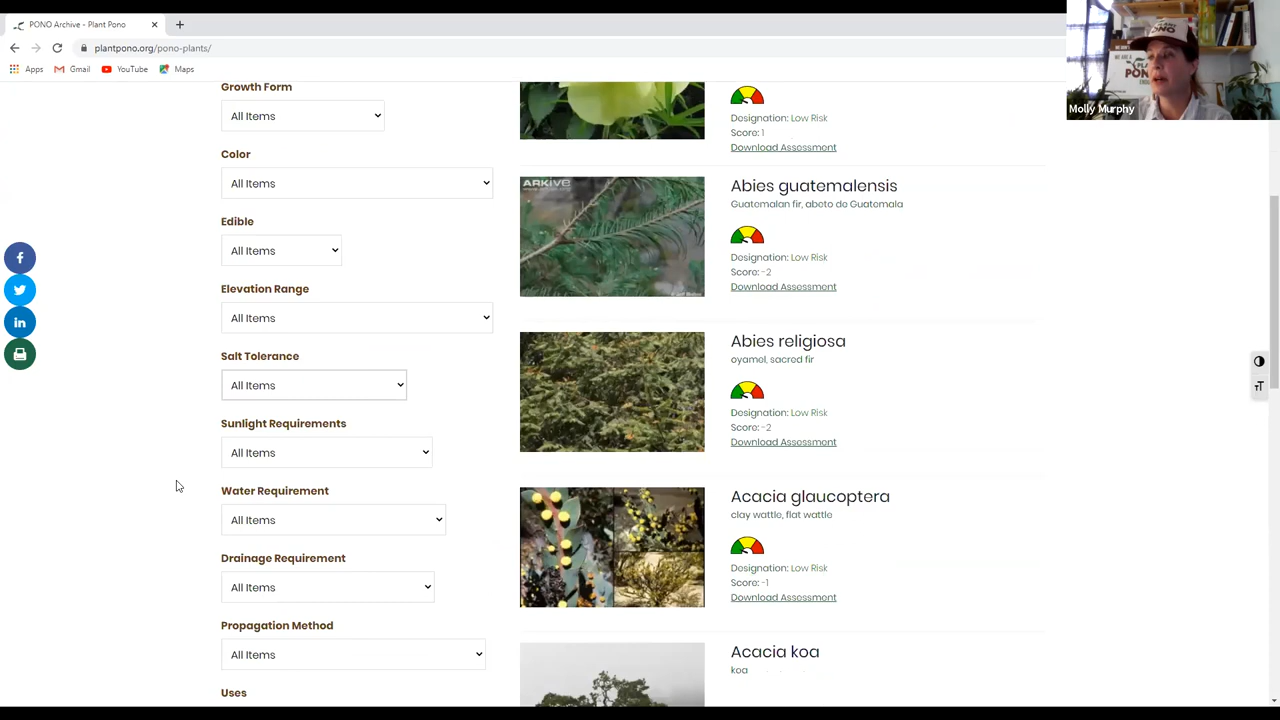 PONO Archive - Plant Pono
plantpono.org/pono-plants/
Apps
Gmail
YouTube
Maps
PLANT
PONO
PONO
Molly Murphy
Growth Form
All Items
Color
All Items
Edible
All Items
Elevation Range
All Items
Salt Tolerance
All Items
Sunlight Requirements
All Items
Water Requirement
All Items
Drainage Requirement
All Items
Propagation Method
All Items
Uses
Designation: Low Risk
Score: 1
Download Assessment
ARKIVE
Abies guatemalensis
Guatemalan fir, abeto de Guatemala
Designation: Low Risk
Score: -2
Download Assessment
Abies religiosa
oyamel, sacred fir
Designation: Low Risk
Score: -2
Download Assessment
Acacia glaucoptera
clay wattle, flat wattle
Designation: Low Risk
Score: -1
Download Assessment
Acacia koa
koa